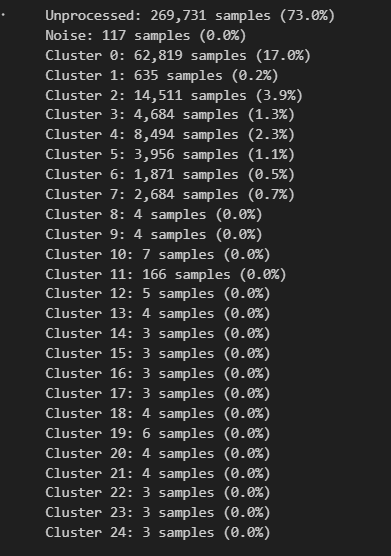 Unprocessed: 269,731 samples (73.0%)
Noise: 117 samples (0.0%)
Cluster 0: 62,819 samples (17.0%)
Cluster 1: 635 samples (0.2%)
Cluster 2: 14,511 samples (3.9%)
Cluster 3: 4,684 samples (1.3%)
Cluster 4: 8,494 samples (2.3%)
Cluster 5: 3,956 samples (1.1%)
Cluster 6: 1,871 samples (0.5%)
Cluster 7: 2,684 samples (0.7%)
Cluster 8: 4 samples (0.0%)
Cluster 9: 4 samples (0.0%)
Cluster 10: 7 samples (0.0%)
Cluster 11: 166 samples (0.0%)
Cluster 12: 5 samples (0.0%)
Cluster 13: 4 samples (0.0%)
Cluster 14: 3 samples (0.0%)
Cluster 15: 3 samples (0.0%)
Cluster 16: 3 samples (0.0%)
Cluster 17: 3 samples (0.0%)
Cluster 18: 4 samples (0.0%)
Cluster 19: 6 samples (0.0%)
Cluster 20: 4 samples (0.0%)
Cluster 21: 4 samples (0.0%)
Cluster 22: 3 samples (0.0%)
Cluster 23: 3 samples (0.0%)
Cluster 24: 3 samples (0.0%)